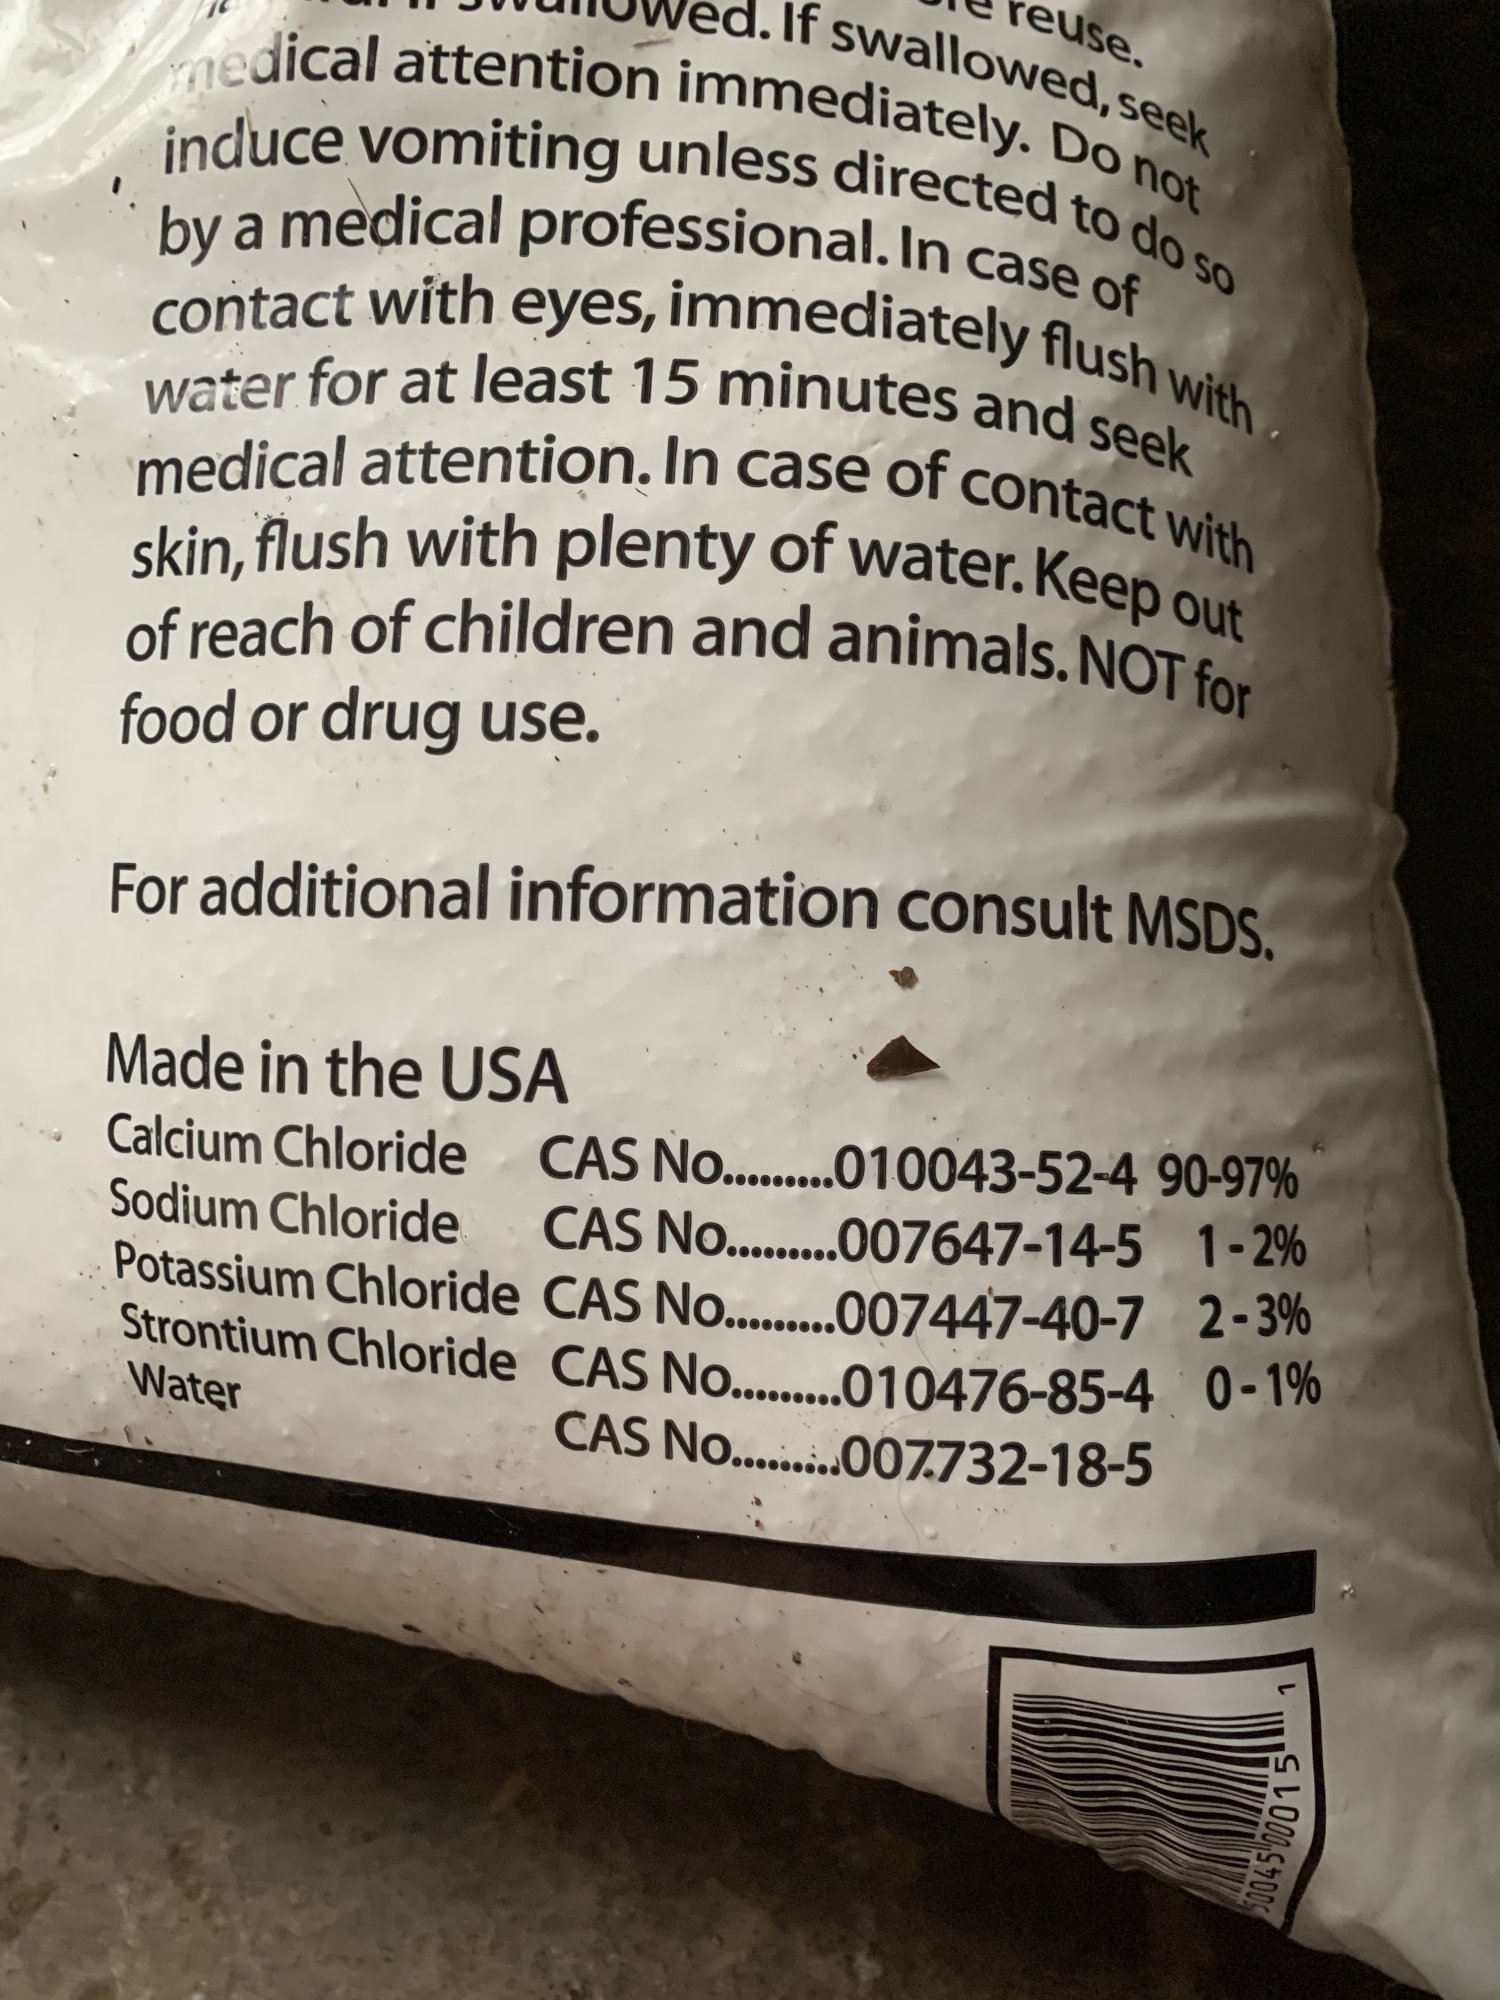 reuse.
swallowed. If swallowed, seek
medical attention immediately. Do not
induce vomiting unless directed to do so
by a medical professional. In case of
contact with eyes, immediately flush with
water for at least 15 minutes and seek
medical attention. In case of contact with
skin, flush with plenty of water. Keep out
of reach of children and animals. NOT for
food or drug use.
For additional information consult MSDS.
Made in the USA
Calcium Chloride CAS No.........010043-52-4 90-97%
Sodium Chloride CAS No.........007647-14-5 1-2%
Potassium Chloride CAS No.........007447-40-7 2-3%
Strontium Chloride CAS No.........010476-85-4 0-1%
Water CAS No.........007732-18-5
50045 00015 1